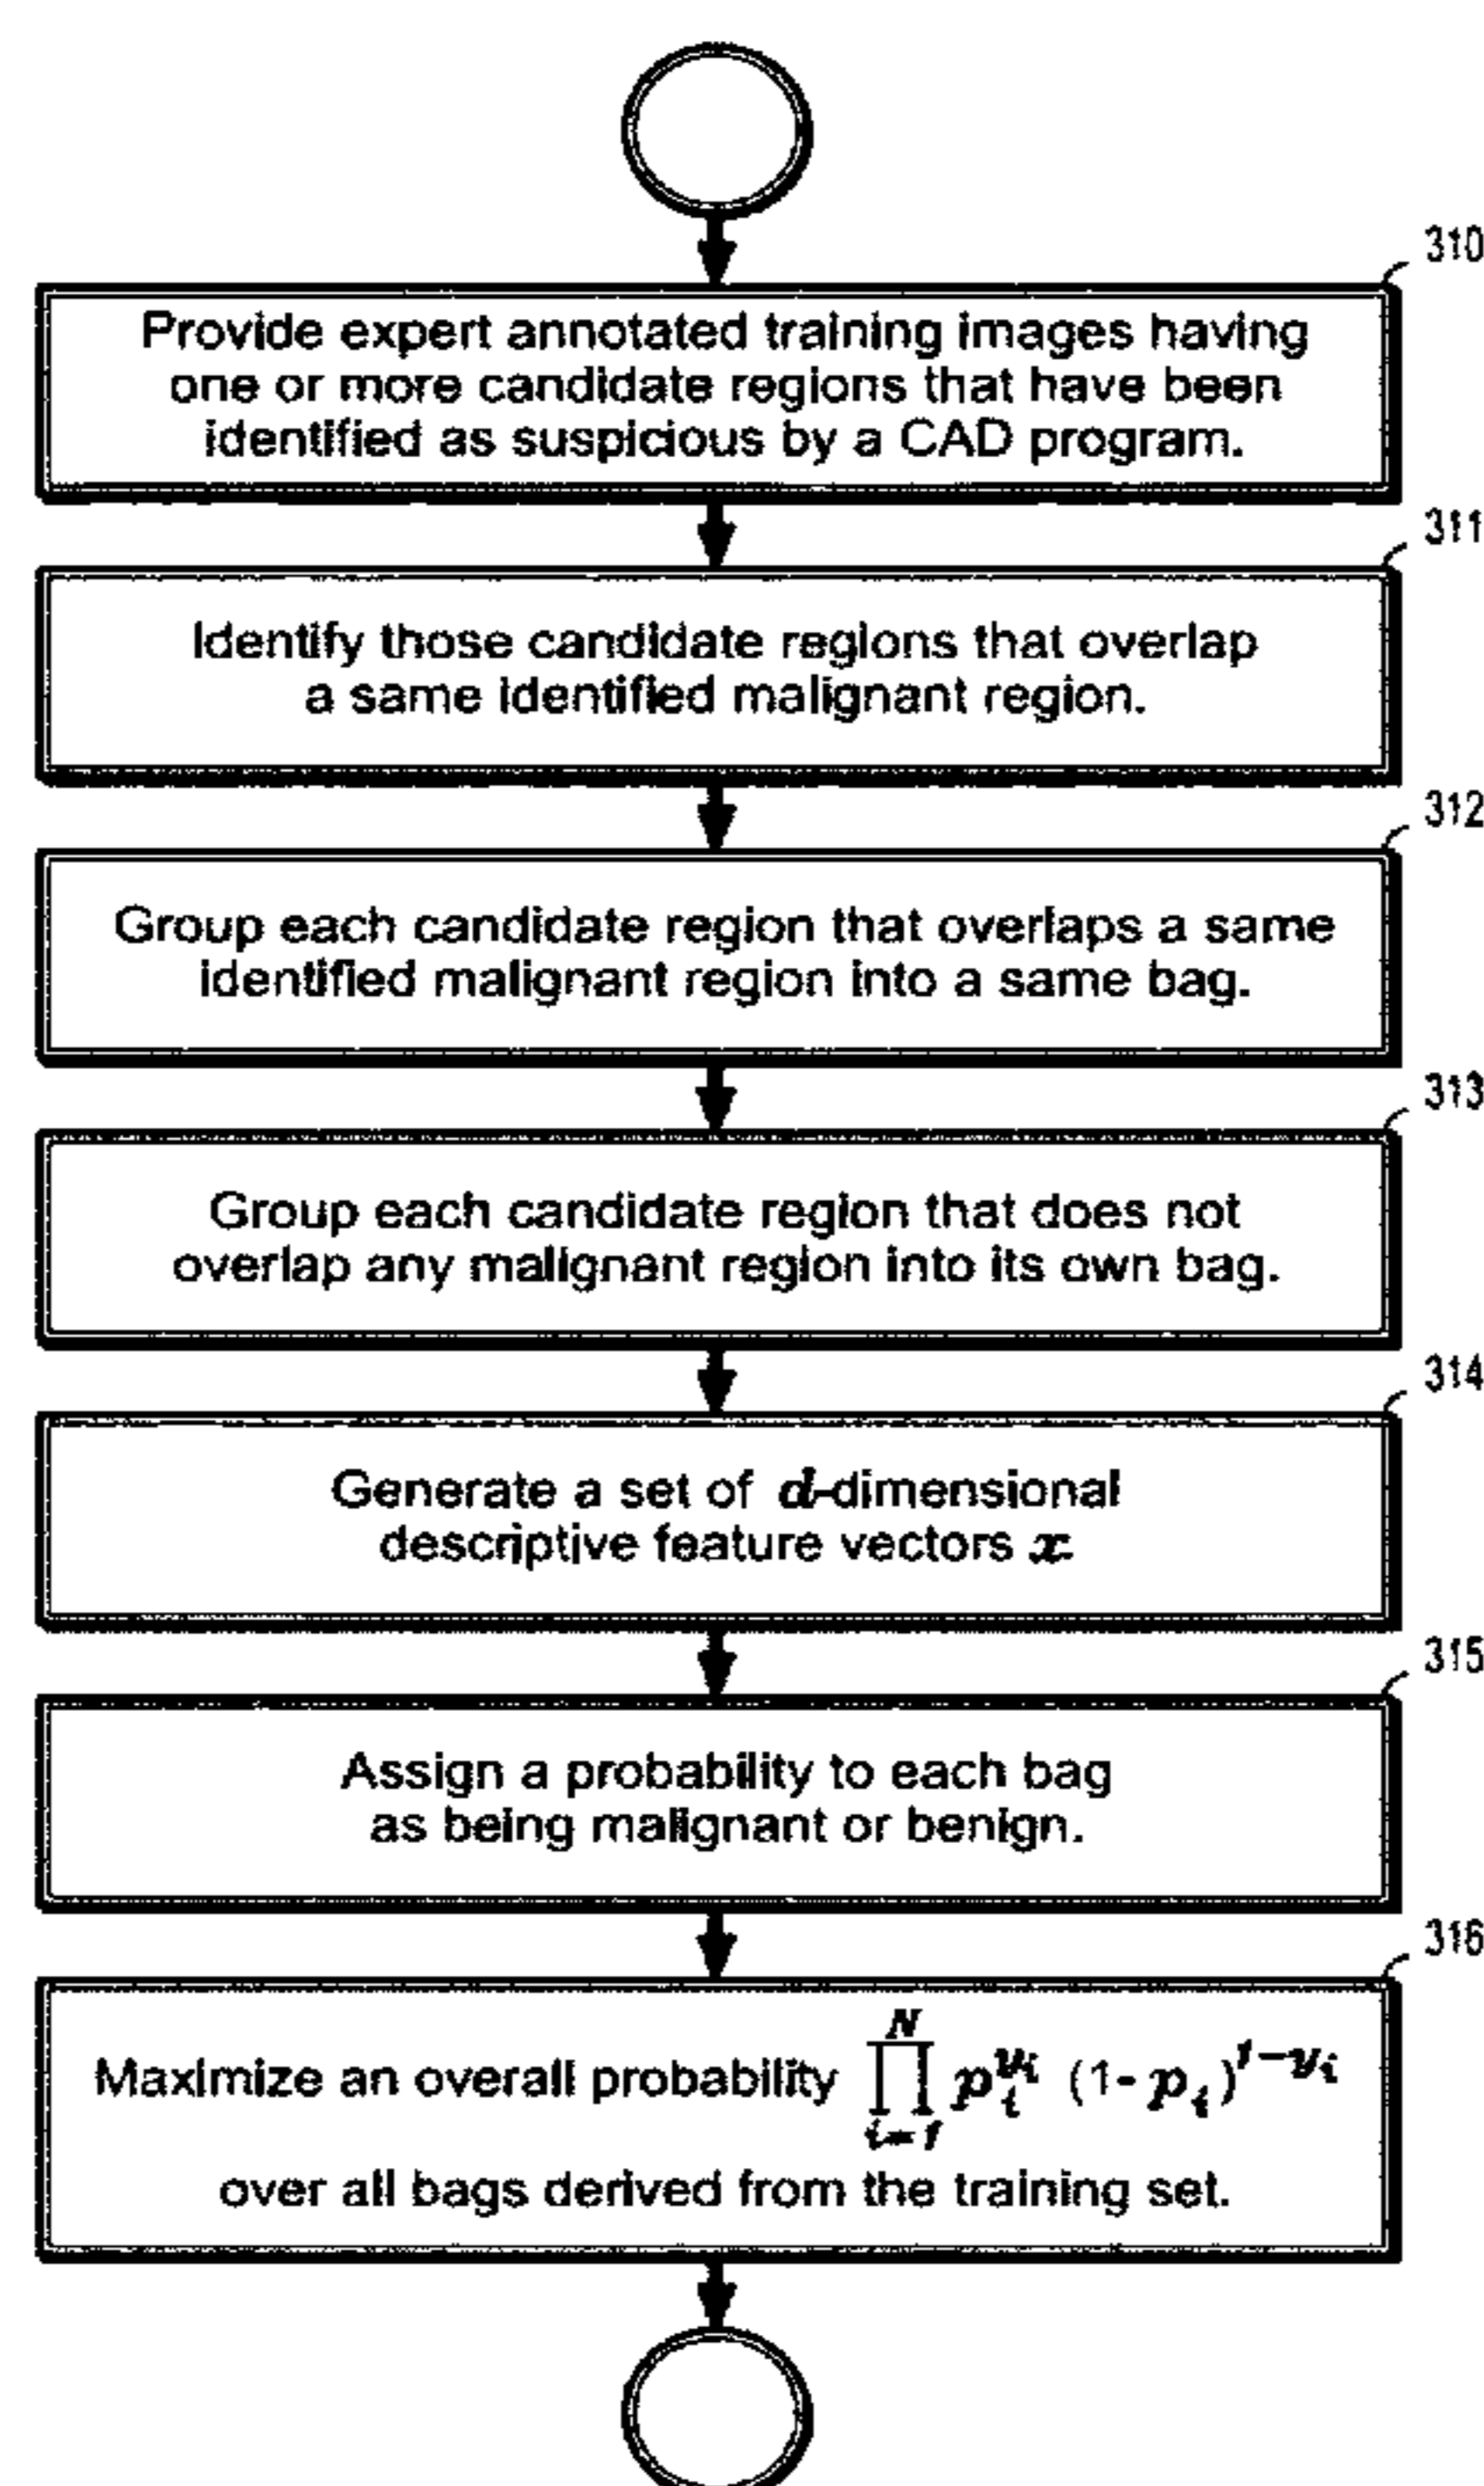 310
Provide expert annotated training images having
one or more candidate regions that have been
identified as suspicious by a CAD program.
311
Identify those candidate regions that overlap
a same identified malignant region.
312
Group each candidate region that overlaps a same
identified malignant region into a same bag.
313
Group each candidate region that does not
overlap any malignant region into its own bag.
314
Generate a set of d-dimensional
descriptive feature vectors x
315
Assign a probability to each bag
as being malignant or benign.
316
Maximize an overall probability ∏_{i=1}^{N} p_i^{y_i} (1-p_i)^{1-y_i}
over all bags derived from the training set.